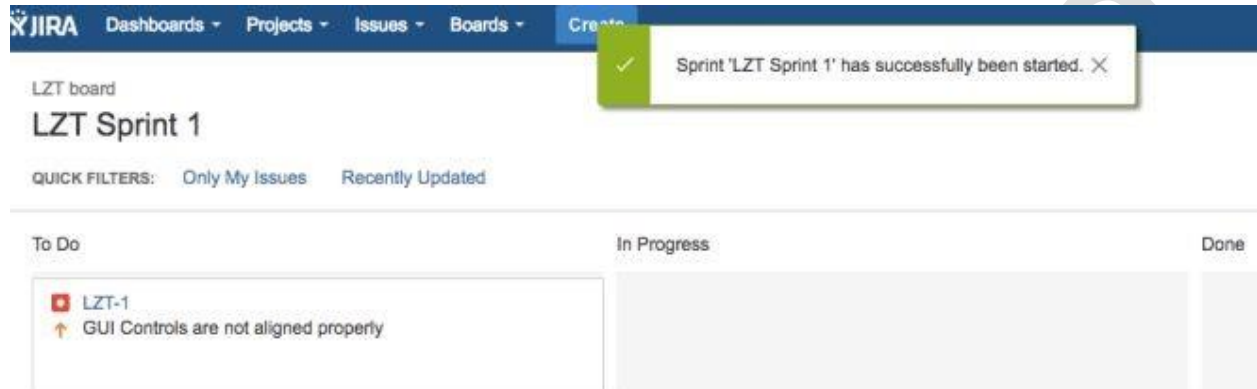 JIRA Dashboards Projects Issues Boards Create
Sprint 'LZT Sprint 1' has successfully been started.
LZT board
LZT Sprint 1
QUICK FILTERS: Only My Issues Recently Updated
To Do In Progress Done
LZT-1
GUI Controls are not aligned properly